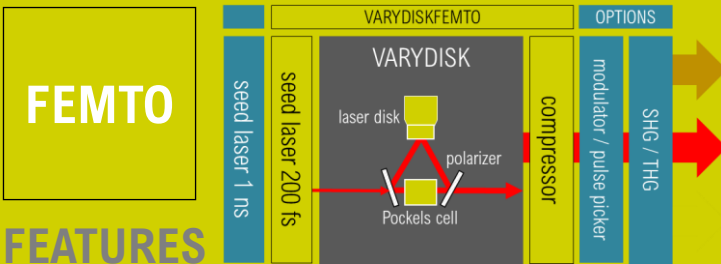 FEMTO
FEATURES
VARYDISKFEMTO
OPTIONS
seed laser 1 ns
seed laser 200 fs
VARYDISK
laser disk
polarizer
Pockels cell
compressor
modulator / pulse picker
SHG / THG